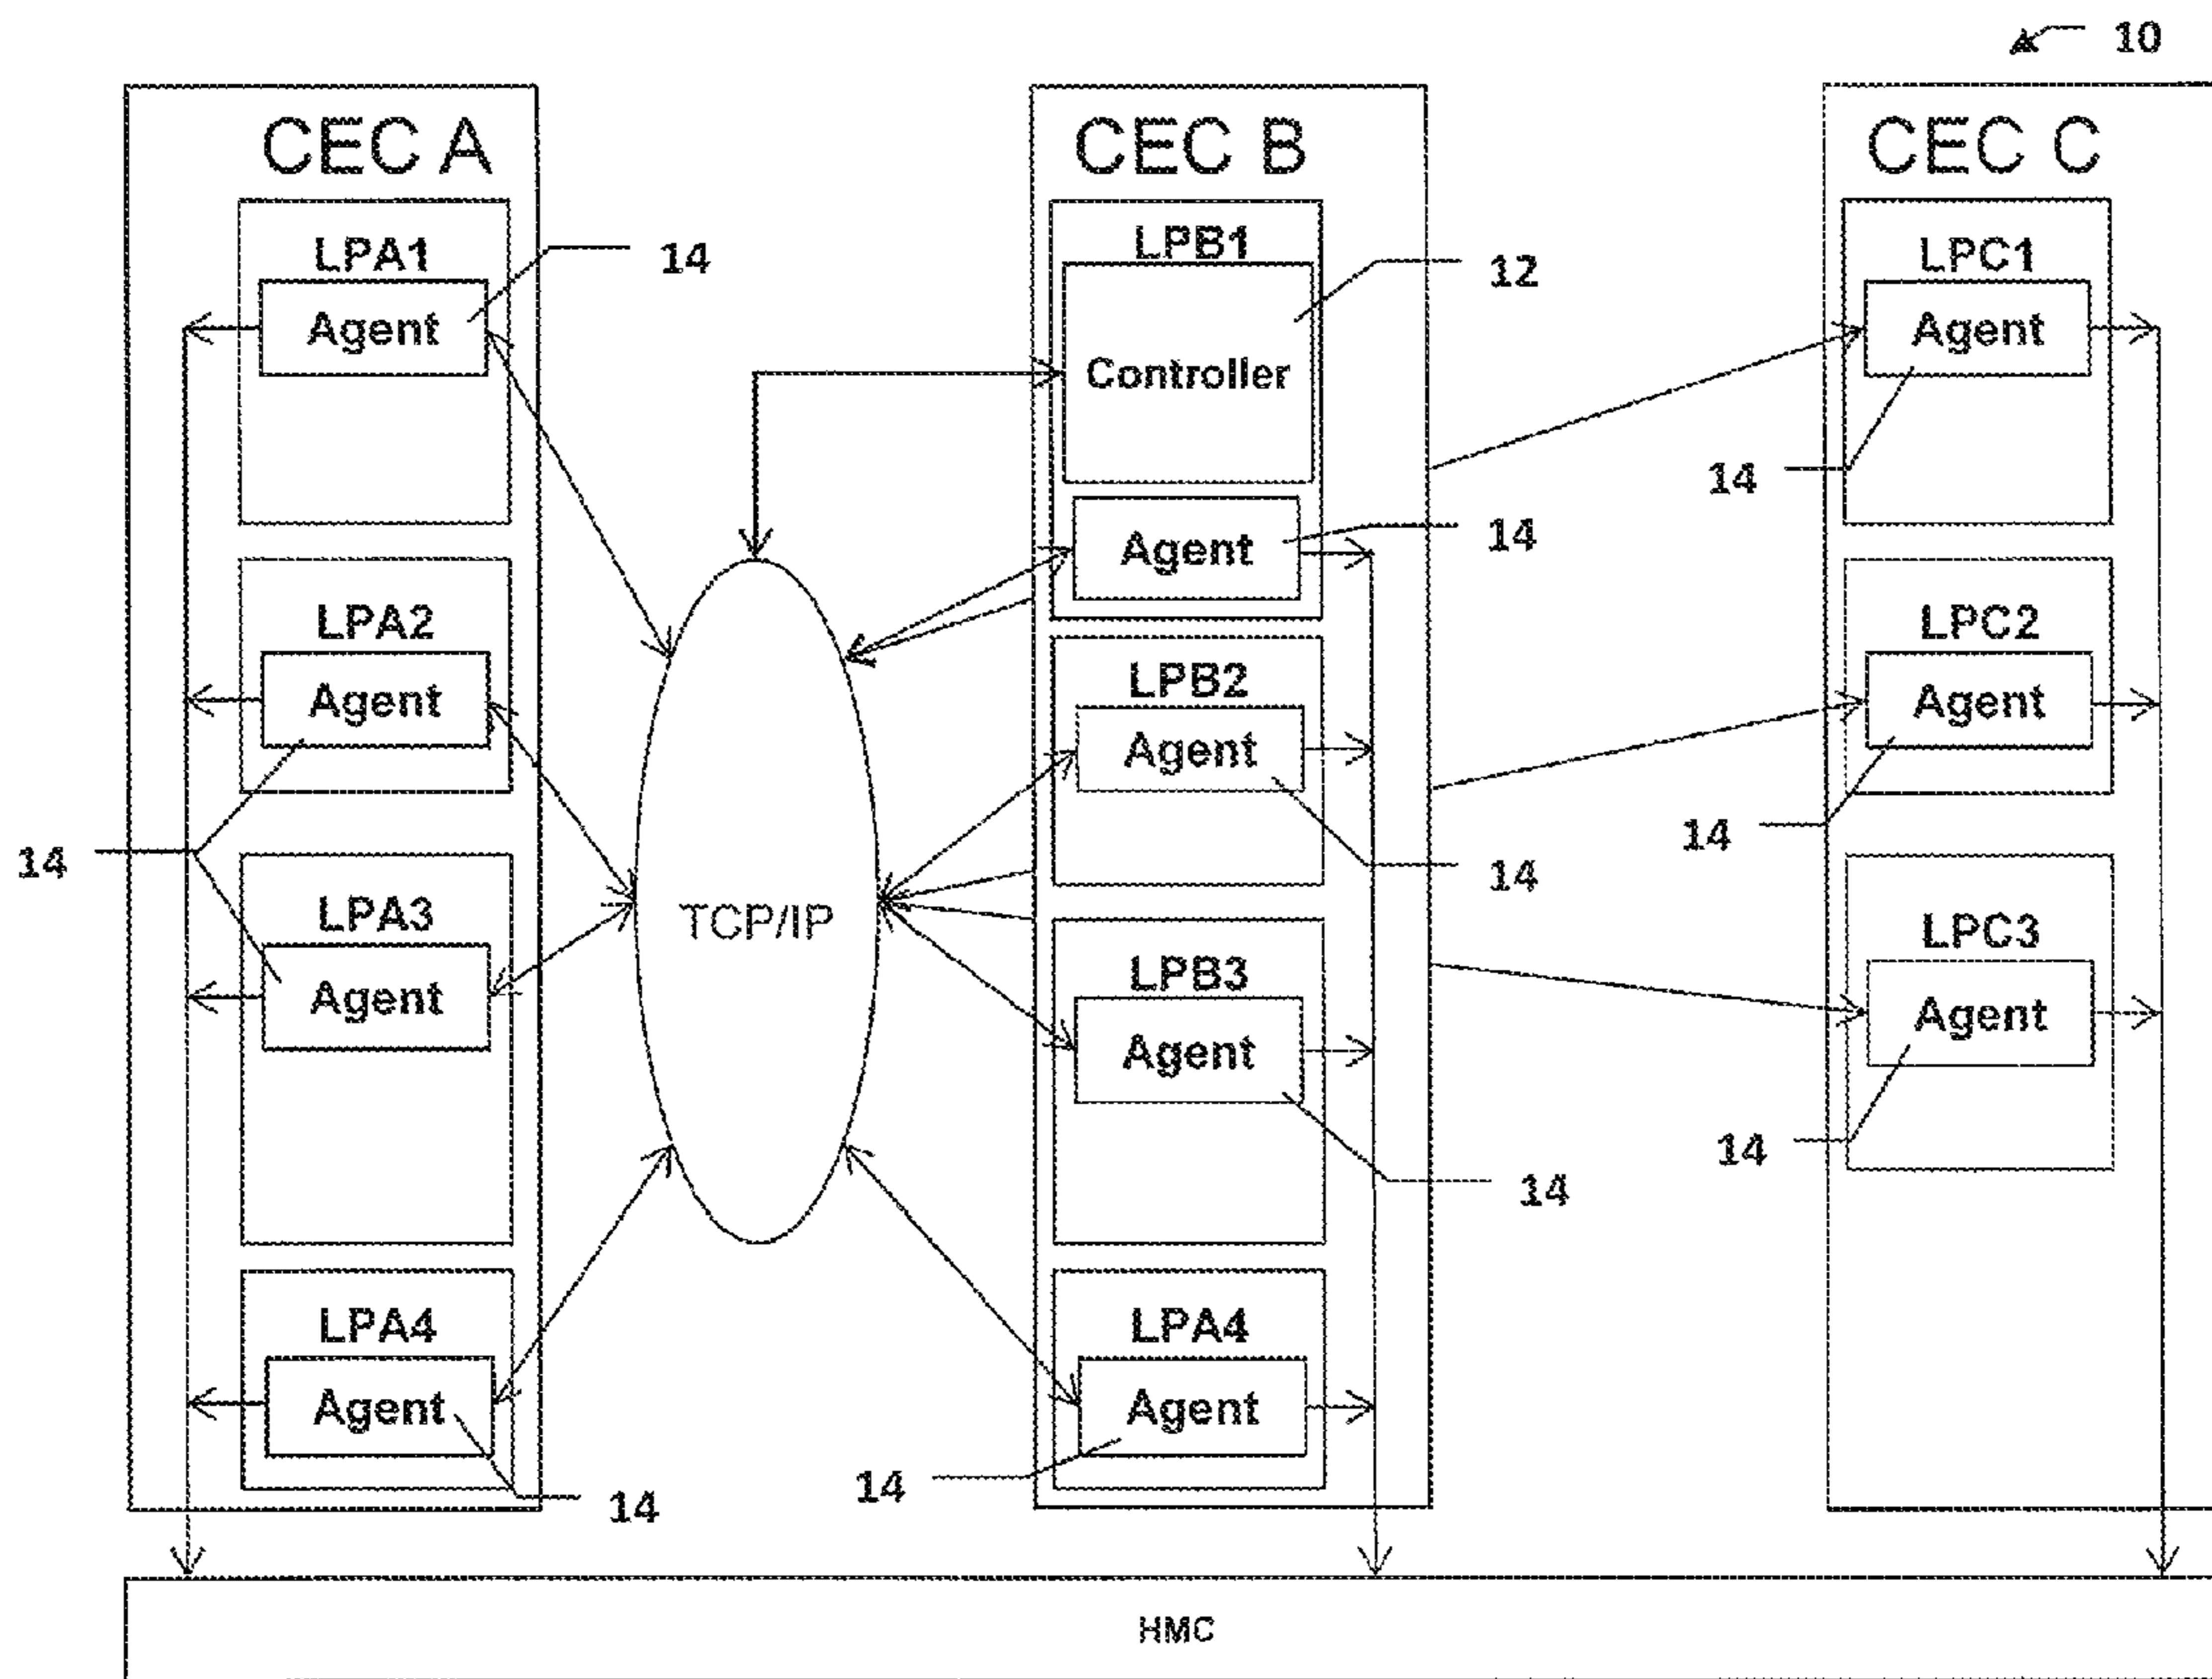 10
CEC A
LPA1
Agent
14
LPA2
Agent
14
LPA3
Agent
LPA4
Agent
14
TCP/IP
CEC B
LPB1
12
Controller
Agent
14
LPB2
Agent
14
LPB3
Agent
14
LPA4
Agent
14
CEC C
LPC1
Agent
14
LPC2
Agent
14
LPC3
Agent
14
HMC